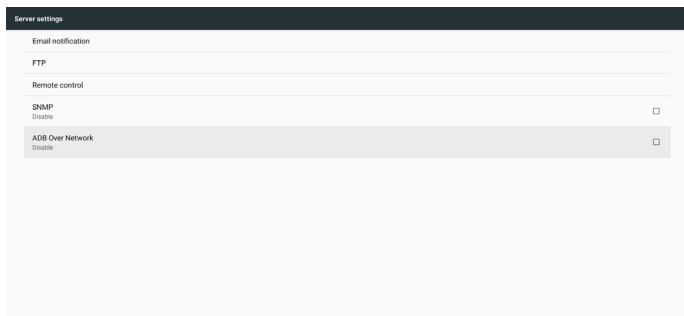 Server settings
Email notification
FTP
Remote control
SNMP
Disable
ADB Over Network
Disable